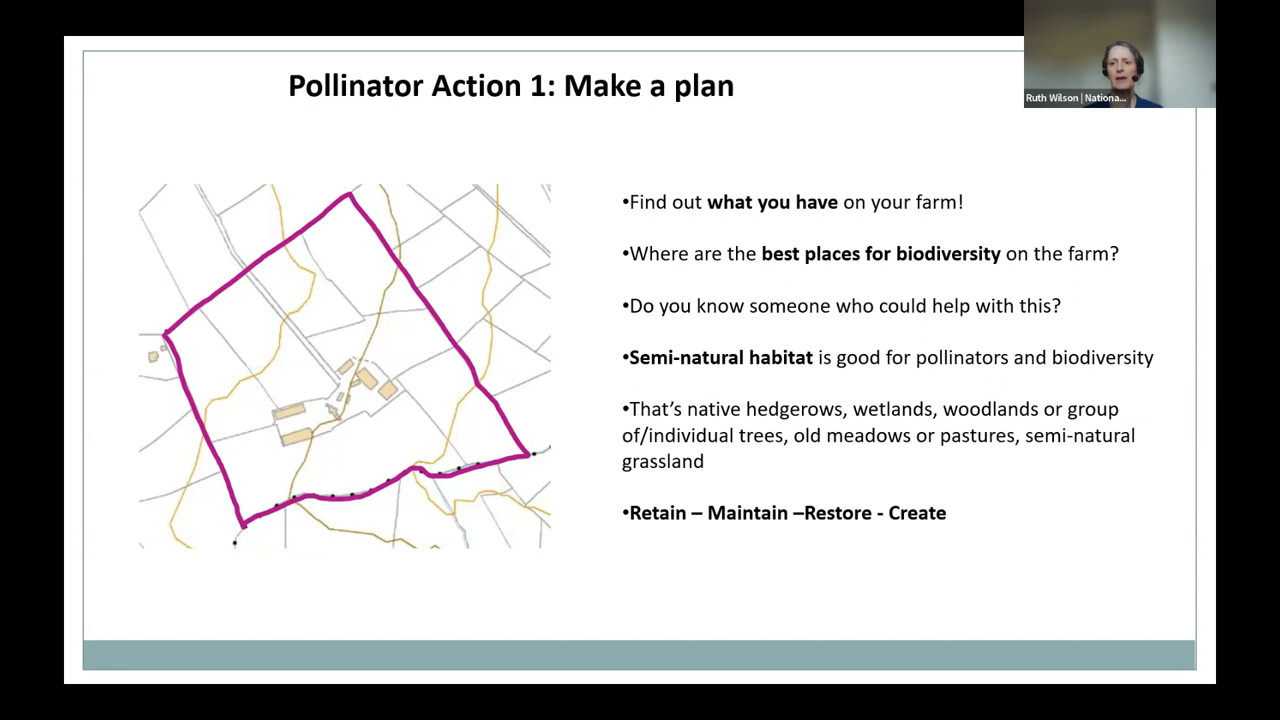 Pollinator Action 1: Make a plan
Ruth Wilson | Nationa...
•Find out what you have on your farm!
•Where are the best places for biodiversity on the farm?
•Do you know someone who could help with this?
•Semi-natural habitat is good for pollinators and biodiversity
•That’s native hedgerows, wetlands, woodlands or group
of/individual trees, old meadows or pastures, semi-natural
grassland
•Retain – Maintain –Restore - Create